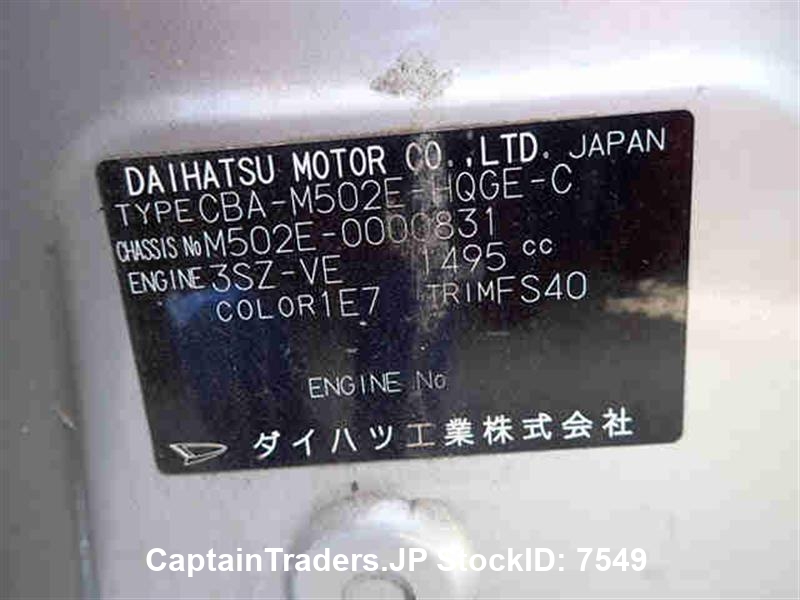 DAIHATSU MOTOR CO.,LTD. JAPAN
TYPE CBA-M502E-HQGE-C
CHASSIS No M502E-0000831
ENGINE 3SZ-VE 1495 cc
COLOR 1E7 TRIM FS40
ENGINE No
ダイハツ工業株式会社
CaptainTraders.JP StockID: 7549